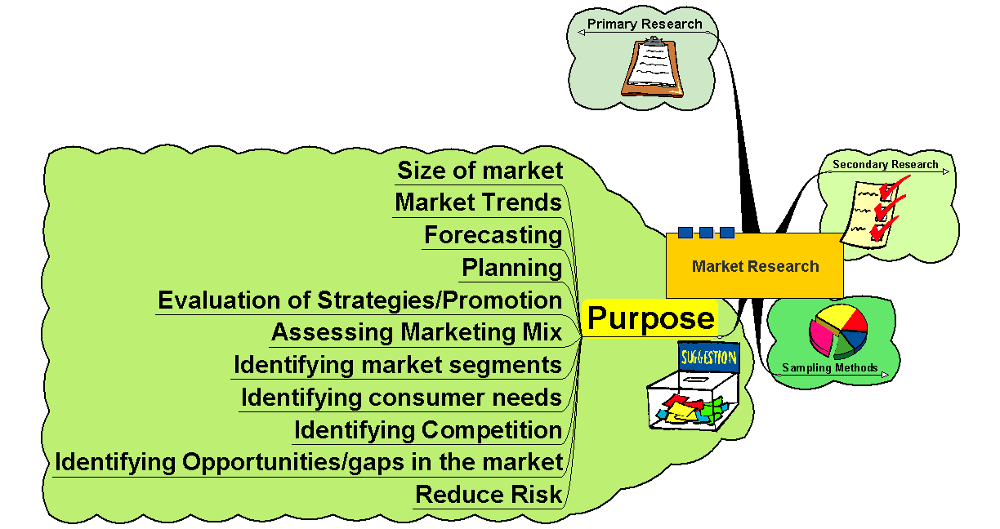 Primary Research
Secondary Research
Market Research
Size of market
Market Trends
Forecasting
Planning
Evaluation of Strategies/Promotion
Assessing Marketing Mix
Identifying market segments
Identifying consumer needs
Identifying Competition
Identifying Opportunities/gaps in the market
Reduce Risk
Purpose
SUGGESTION
Sampling Methods